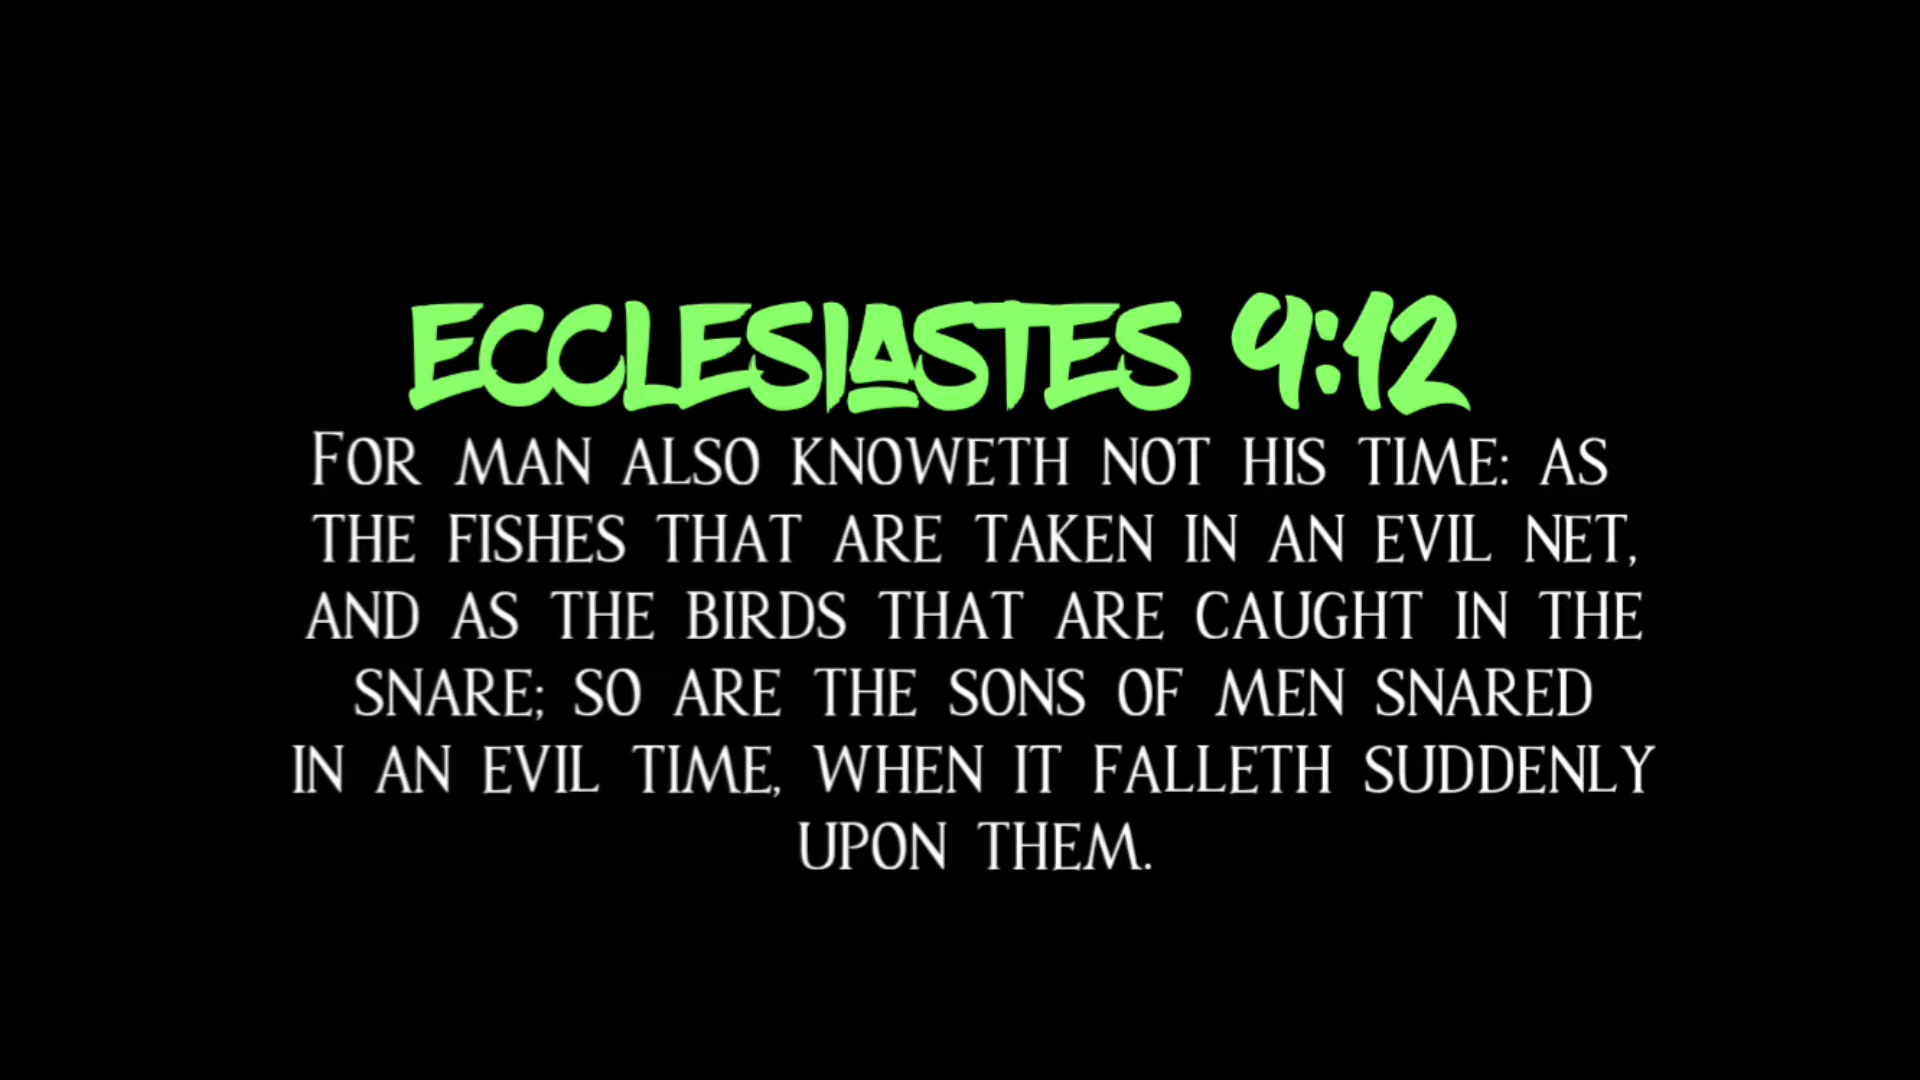 ECCLESIASTES 9:12
FOR MAN ALSO KNOWETH NOT HIS TIME: AS
THE FISHES THAT ARE TAKEN IN AN EVIL NET,
AND AS THE BIRDS THAT ARE CAUGHT IN THE
SNARE; SO ARE THE SONS OF MEN SNARED
IN AN EVIL TIME, WHEN IT FALLETH SUDDENLY
UPON THEM.